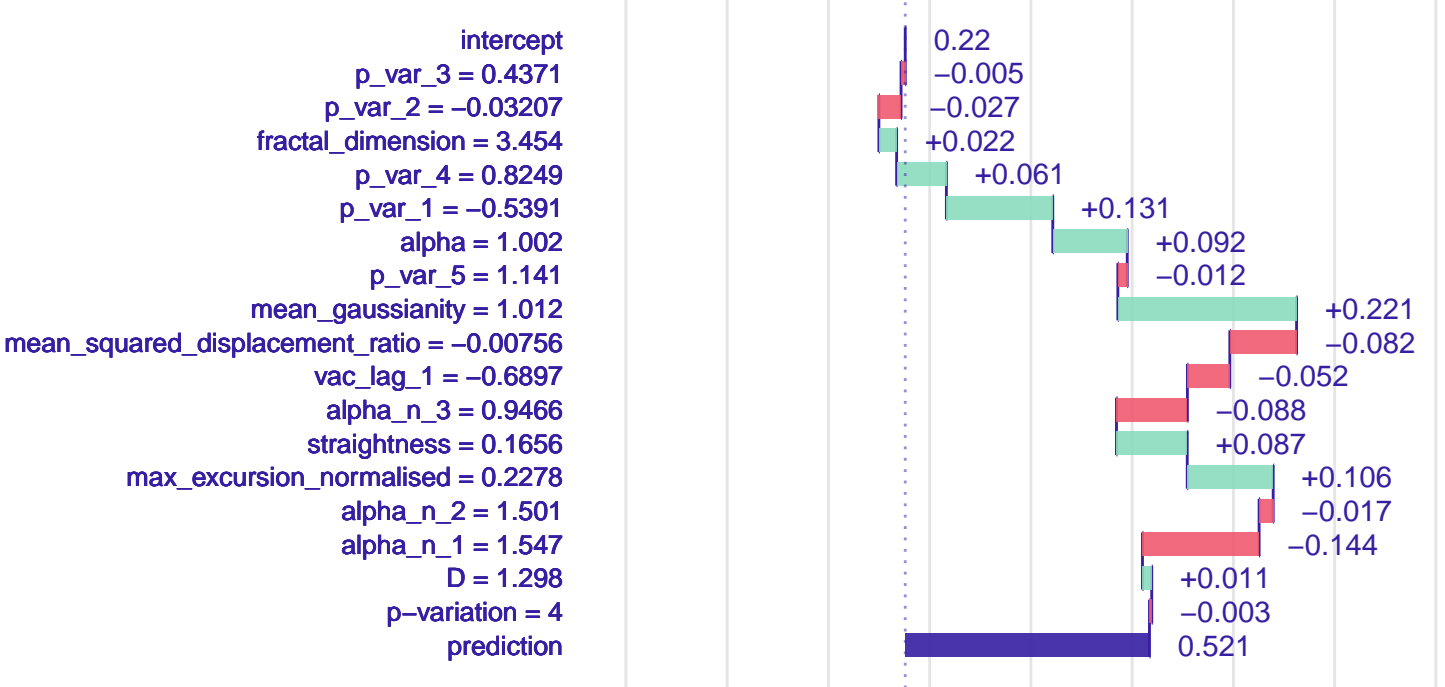 intercept 0.22
p_var_3 = 0.4371 −0.005
p_var_2 = −0.03207 −0.027
fractal_dimension = 3.454 +0.022
p_var_4 = 0.8249 +0.061
p_var_1 = −0.5391 +0.131
alpha = 1.002 +0.092
p_var_5 = 1.141 −0.012
mean_gaussianity = 1.012 +0.221
mean_squared_displacement_ratio = −0.00756 −0.082
vac_lag_1 = −0.6897 −0.052
alpha_n_3 = 0.9466 −0.088
straightness = 0.1656 +0.087
max_excursion_normalised = 0.2278 +0.106
alpha_n_2 = 1.501 −0.017
alpha_n_1 = 1.547 −0.144
D = 1.298 +0.011
p−variation = 4 −0.003
prediction 0.521